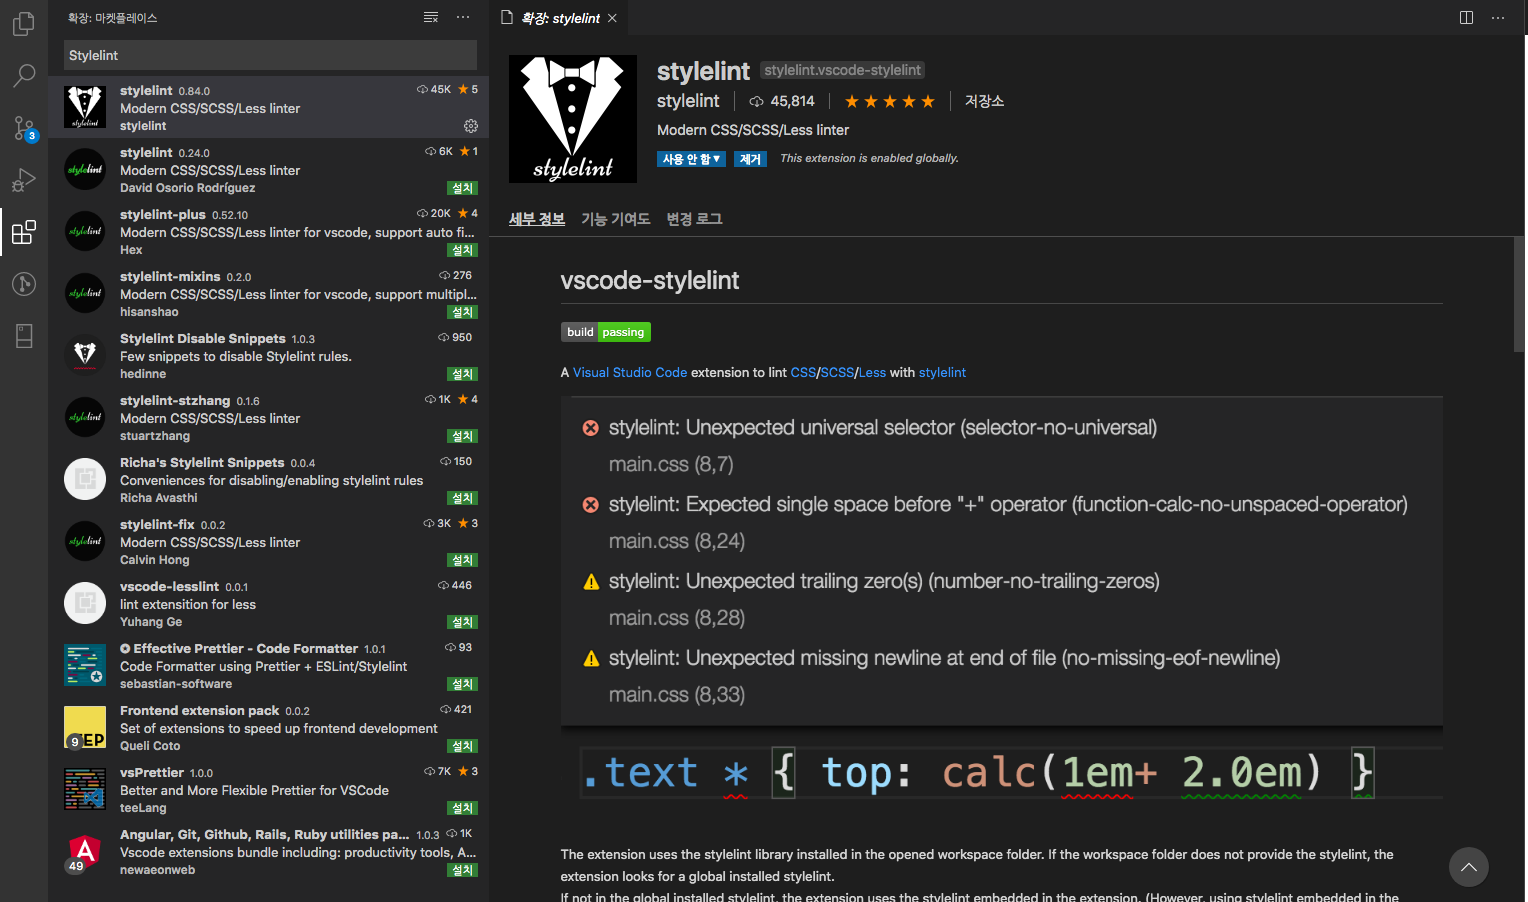 확장: 마켓플레이스
Stylelint
stylelint 0.84.0 45K ★ 5
Modern CSS/SCSS/Less linter
stylelint
stylelint 0.24.0 6K ★ 1
Modern CSS/SCSS/Less linter
David Osorio Rodríguez 설치
stylelint-plus 0.52.10 20K ★ 4
Modern CSS/SCSS/Less linter for vscode, support auto fi...
Hex 설치
stylelint-mixins 0.2.0 276
Modern CSS/SCSS/Less linter for vscode, support multipl...
hisanshao 설치
Stylelint Disable Snippets 1.0.3 950
Few snippets to disable Stylelint rules.
hedinne 설치
stylelint-stzhang 0.1.6 1K ★ 4
Modern CSS/SCSS/Less linter
stuartzhang 설치
Richa's Stylelint Snippets 0.0.4 150
Conveniences for disabling/enabling stylelint rules
Richa Avasthi 설치
stylelint-fix 0.0.2 3K ★ 3
Modern CSS/SCSS/Less linter
Calvin Hong 설치
vscode-lesslint 0.0.1 446
lint extensition for less
Yuhang Ge 설치
✪ Effective Prettier - Code Formatter 1.0.1 93
Code Formatter using Prettier + ESLint/Stylelint
sebastian-software 설치
Frontend extension pack 0.0.2 421
Set of extensions to speed up frontend development
Queli Coto 설치
9 EP
vsPrettier 1.0.0 7K ★ 3
Better and More Flexible Prettier for VSCode
teeLang 설치
Angular, Git, Github, Rails, Ruby utilities pa... 1.0.3 1K
Vscode extensions bundle including: productivity tools, A...
newaeonweb 설치
A
49
3
확장: stylelint ×
stylelint
stylelint stylelint.vscode-stylelint
stylelint 45,814 ★★★★★ 저장소
Modern CSS/SCSS/Less linter
사용 안 함▼ 제거 This extension is enabled globally.
세부 정보 기능 기여도 변경 로그
vscode-stylelint
build passing
A Visual Studio Code extension to lint CSS/SCSS/Less with stylelint
stylelint: Unexpected universal selector (selector-no-universal)
main.css (8,7)
stylelint: Expected single space before "+" operator (function-calc-no-unspaced-operator)
main.css (8,24)
stylelint: Unexpected trailing zero(s) (number-no-trailing-zeros)
main.css (8,28)
stylelint: Unexpected missing newline at end of file (no-missing-eof-newline)
main.css (8,33)
.text * { top: calc(1em+ 2.0em) }
The extension uses the stylelint library installed in the opened workspace folder. If the workspace folder does not provide the stylelint, the
extension looks for a global installed stylelint.
If not in the global installed stylelint, the extension uses the stylelint embedded in the extension. (However, using stylelint embedded in the